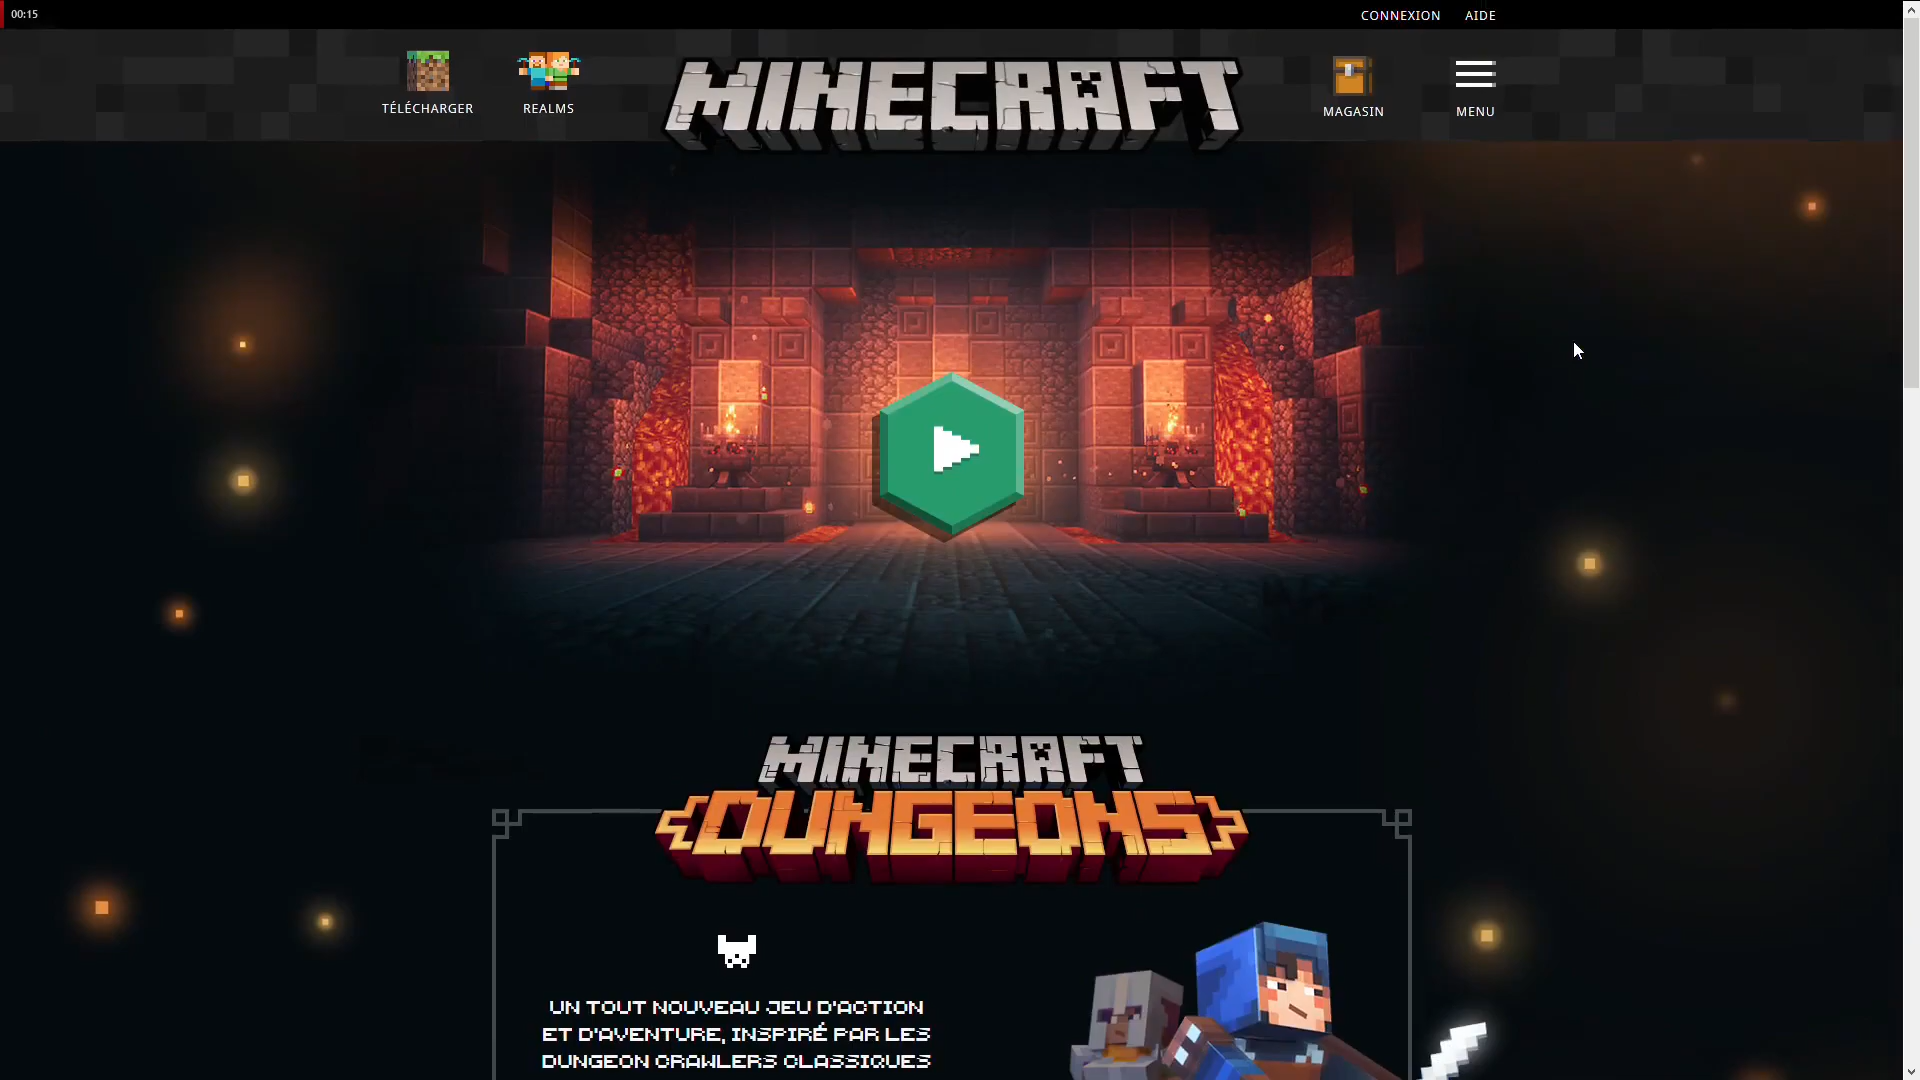 00:15
CONNEXION AIDE
TÉLÉCHARGER REALMS MINECRAFT MAGASIN MENU
MINECRAFT
DUNGEONS
UN TOUT NOUVEAU JEU D'ACTION
ET D'AVENTURE, INSPIRÉ PAR LES
DUNGEON CRAWLERS CLASSIQUES